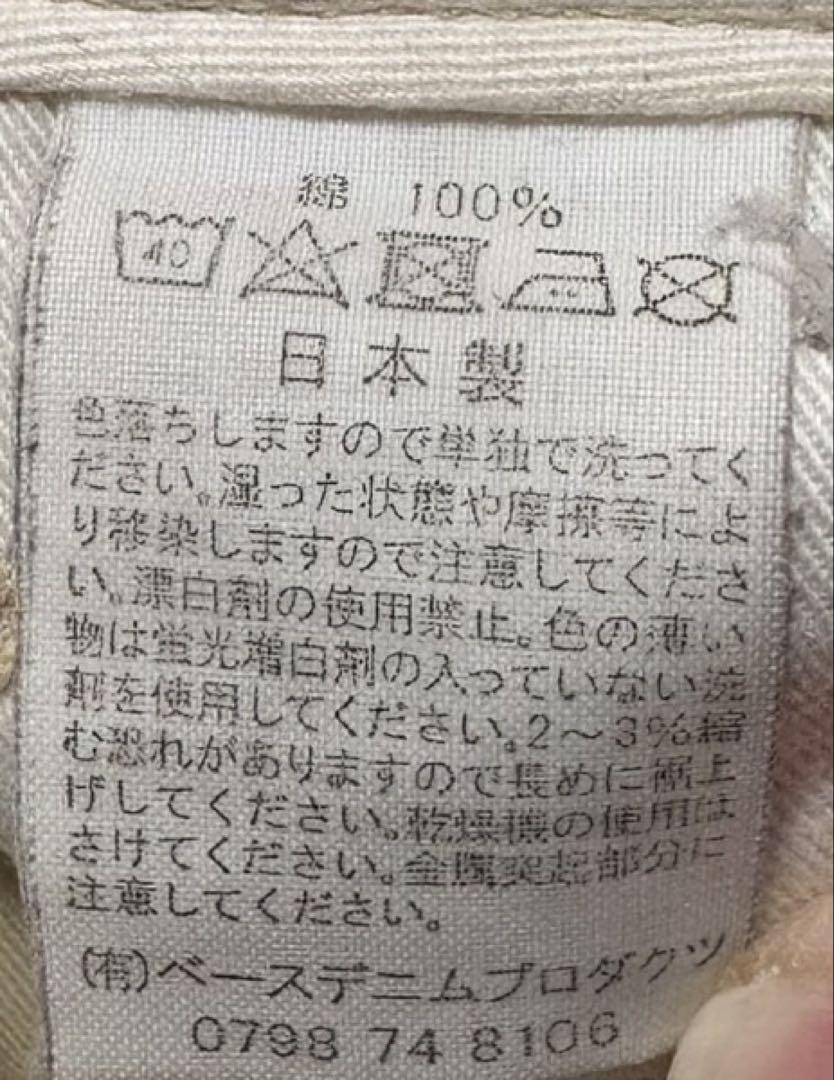 綿 100%
40
日本製
色落ちしますので単独で洗ってく
ださい。湿った状態や摩擦等によ
り移染しますので注意してくださ
い。漂白剤の使用禁止。色の薄い
物は蛍光増白剤の入っていない洗
剤を使用してください。2〜3%縮
む恐れがありますので長めに裾上
げしてください。乾燥機の使用は
さけてください。金属突起部分に
注意してください。
(有)ベースデニムプロダクツ
0798 74 8106